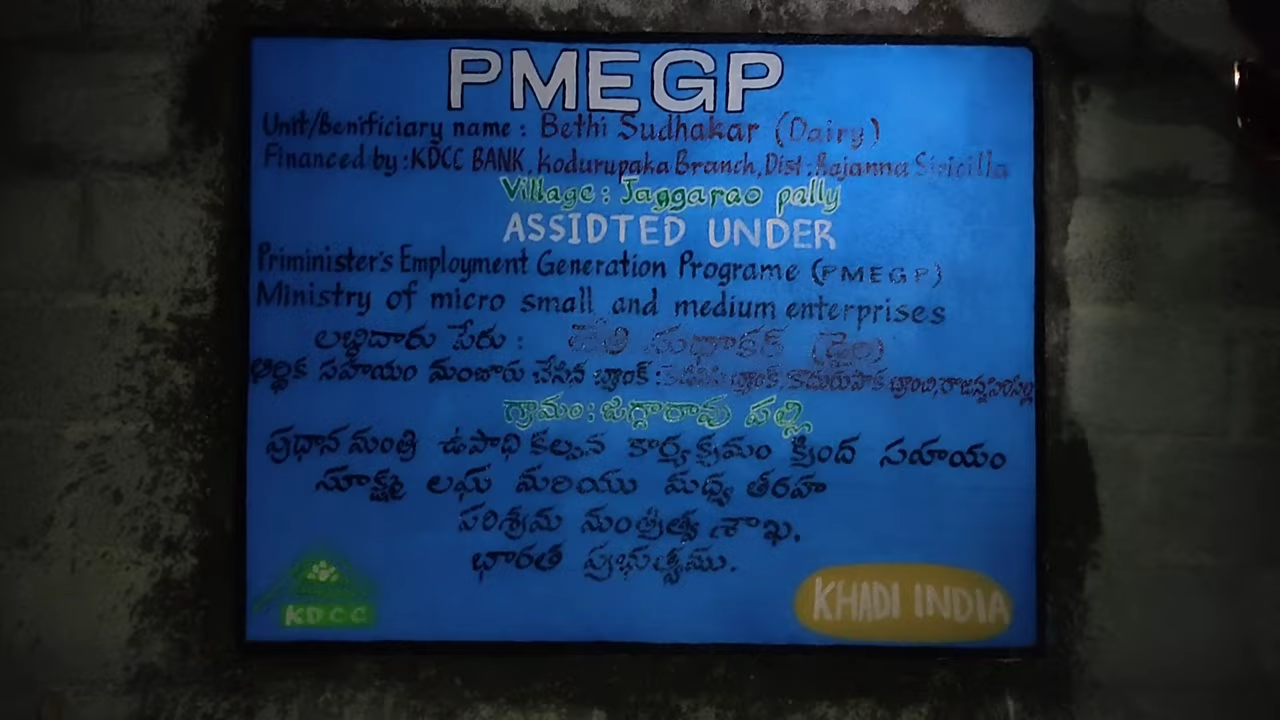 PMEGP
Unit/Benificiary name : Bethi Sudhakar (Dairy)
Financed by :KDCC BANK, Kodurupaka Branch, Dist :Rajanna Siricilla
Village : Jaggarao pally
ASSIDTED UNDER
Priminister's Employment Generation Programe (PMEGP)
Ministry of micro small and medium enterprises
లబ్ధిదారు పేరు : బేతి సుధాకర్ (డైరీ)
ఆర్థిక సహాయం మంజూరు చేసిన బ్యాంక్ : కెడిసిసి బ్యాంక్,
గ్రామం : జగ్గారావు పల్లి
ప్రధాన మంత్రి ఉపాధి కల్పన కార్యక్రమం క్రింద సహాయం
సూక్ష్మ లఘు మరియు మధ్య తరహా
పరిశ్రమ మంత్రిత్వ శాఖ.
భారత ప్రభుత్వము.
KDCC
KHADI INDIA